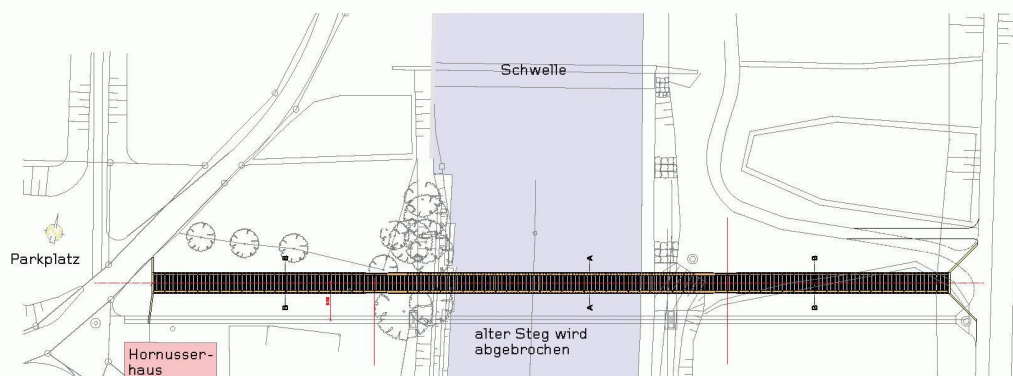 Schwelle
Parkplatz
B
A
B
B
A
B
alter Steg wird
abgebrochen
Hornusser-
haus